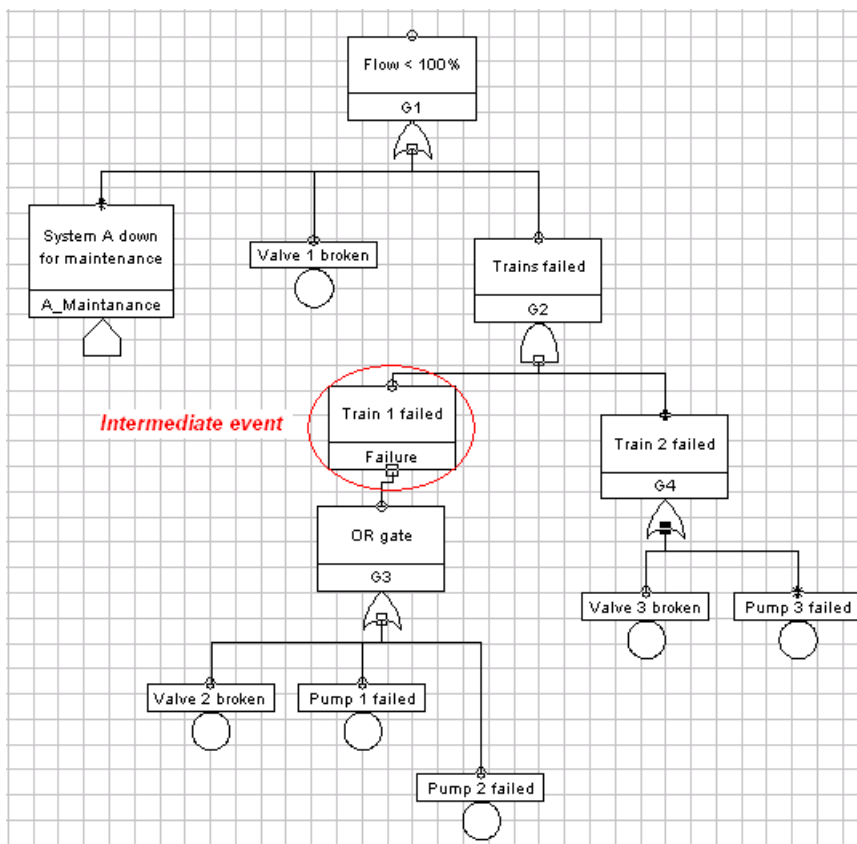 Flow < 100%
G1
System A down
for maintenance
A_Maintanance
Valve 1 broken
Trains failed
G2
Intermediate event
Train 1 failed
Failure
Train 2 failed
G4
OR gate
G3
Valve 3 broken
Pump 3 failed
Valve 2 broken
Pump 1 failed
Pump 2 failed